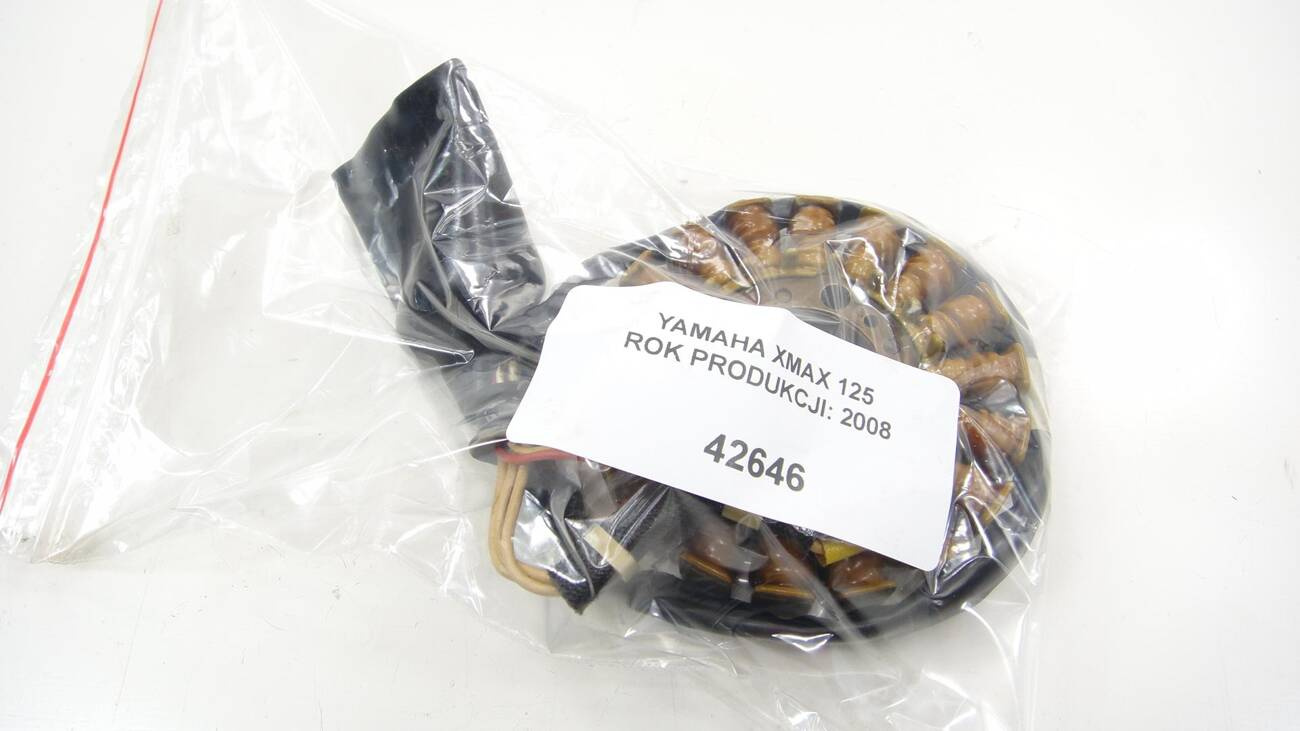 YAMAHA XMAX 125
ROK PRODUKCJI: 2008
42646